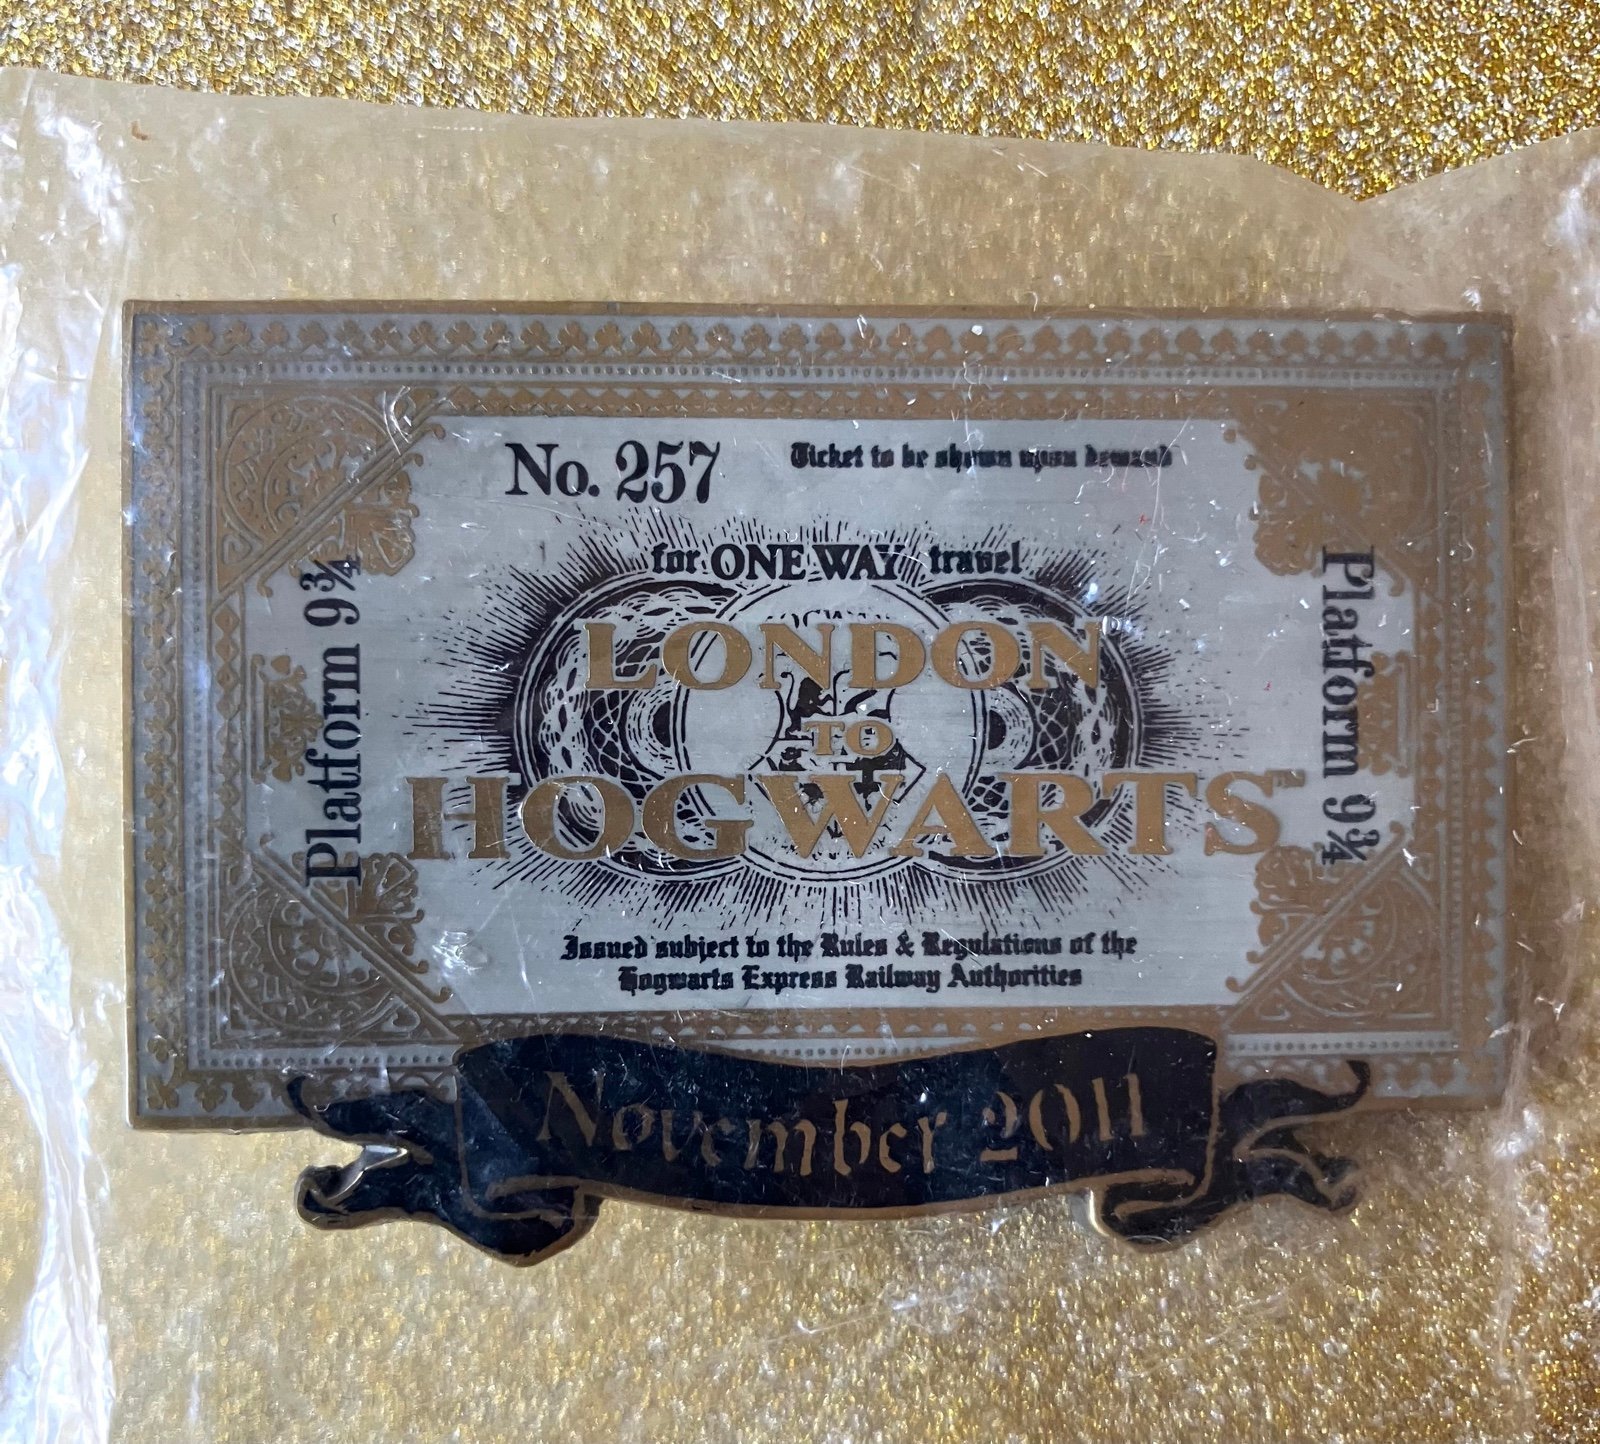 No. 257
Ticket to be shown upon demand
for ONE WAY travel
LONDON
TO
HOGWARTS
Platform 9¾
Platform 9¾
Issued subject to the Rules & Regulations of the
Hogwarts Express Railway Authorities
November 2011